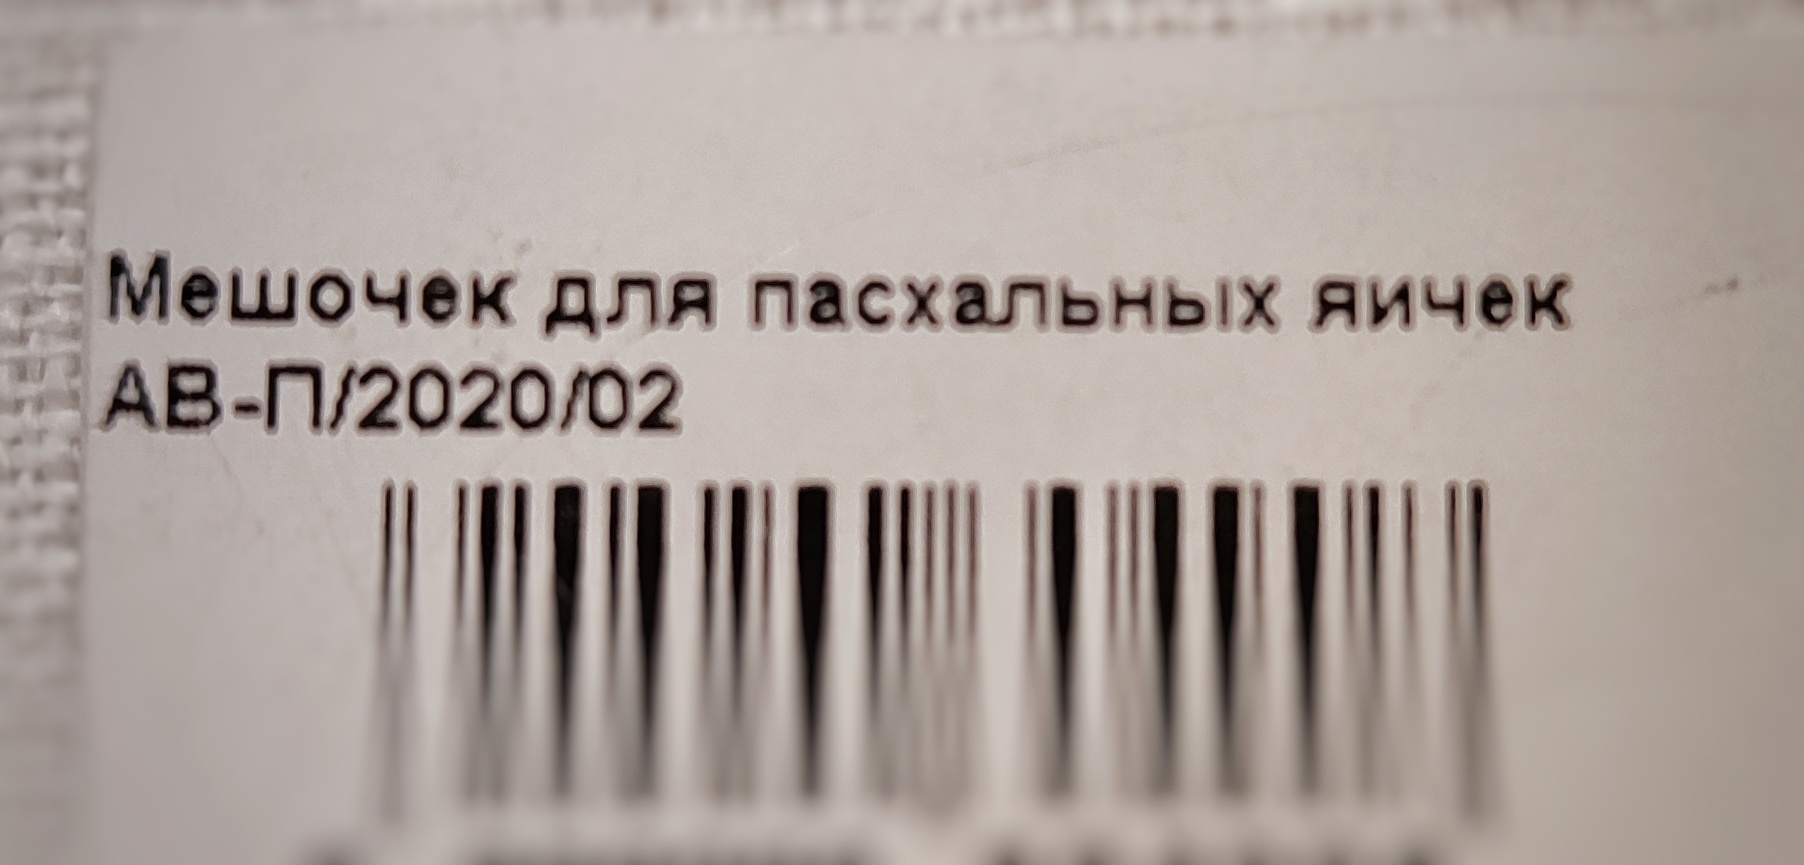 Мешочек для пасхальных яичек
АВ-П/2020/02